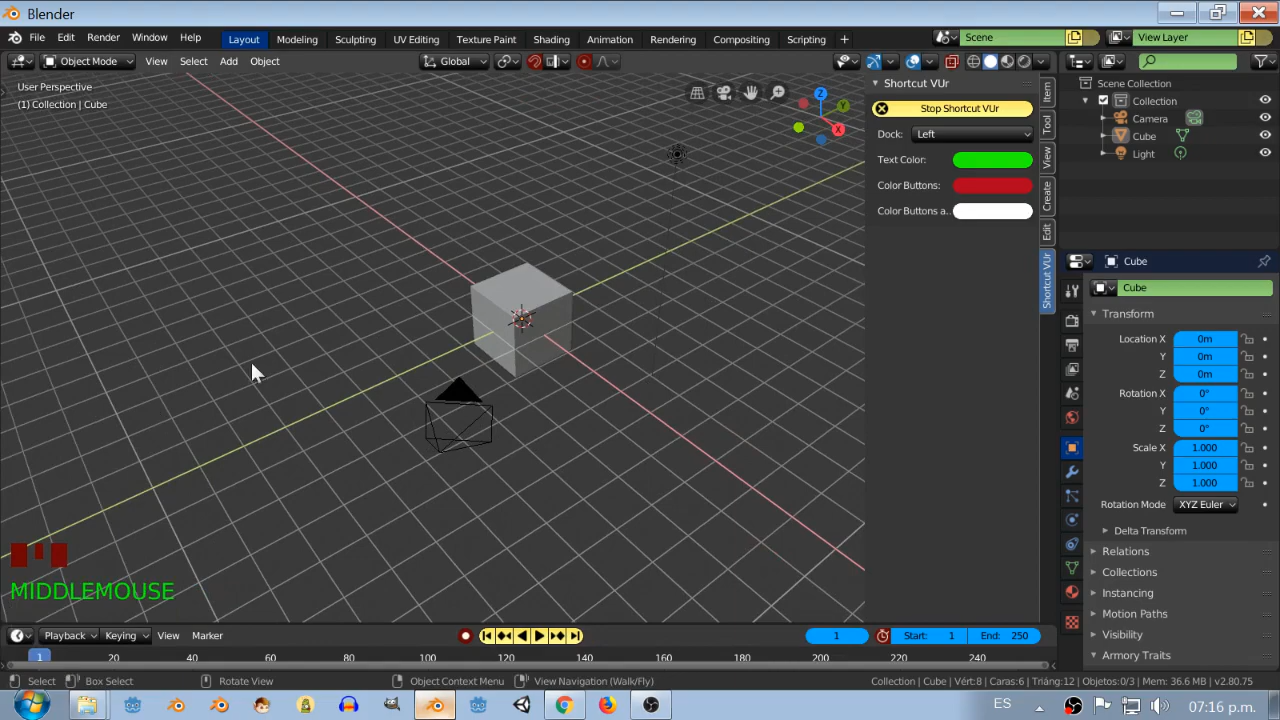 Blender
File Edit Render Window Help Layout Modeling Sculpting UV Editing Texture Paint Shading Animation Rendering Compositing Scripting + Scene View Layer
Object Mode View Select Add Object Global
User Perspective
(1) Collection | Cube
Z
Y
X
Shortcut VUr
Stop Shortcut VUr
Dock: Left
Text Color:
Color Buttons:
Color Buttons a..
Item
Tool
View
Create
Edit
Shortcut VUr
Scene Collection
Collection
Camera
Cube
Light
Cube
Cube
Transform
Location X 0m
Y 0m
Z 0m
Rotation X 0°
Y 0°
Z 0°
Scale X 1.000
Y 1.000
Z 1.000
Rotation Mode XYZ Euler
Delta Transform
Relations
Collections
Instancing
Motion Paths
Visibility
Armory Traits
MIDDLEMOUSE
Playback Keying View Marker 1 Start: 1 End: 250
1 20 40 60 80 100 120 140 160 180 200 220 240
Select Box Select Rotate View Object Context Menu View Navigation (Walk/Fly) Collection | Cube | Vért:8 | Caras:6 | Triáng:12 | Objetos:0/3 | Mem: 36.6 MB | v2.80.75
ES 07:16 p.m.